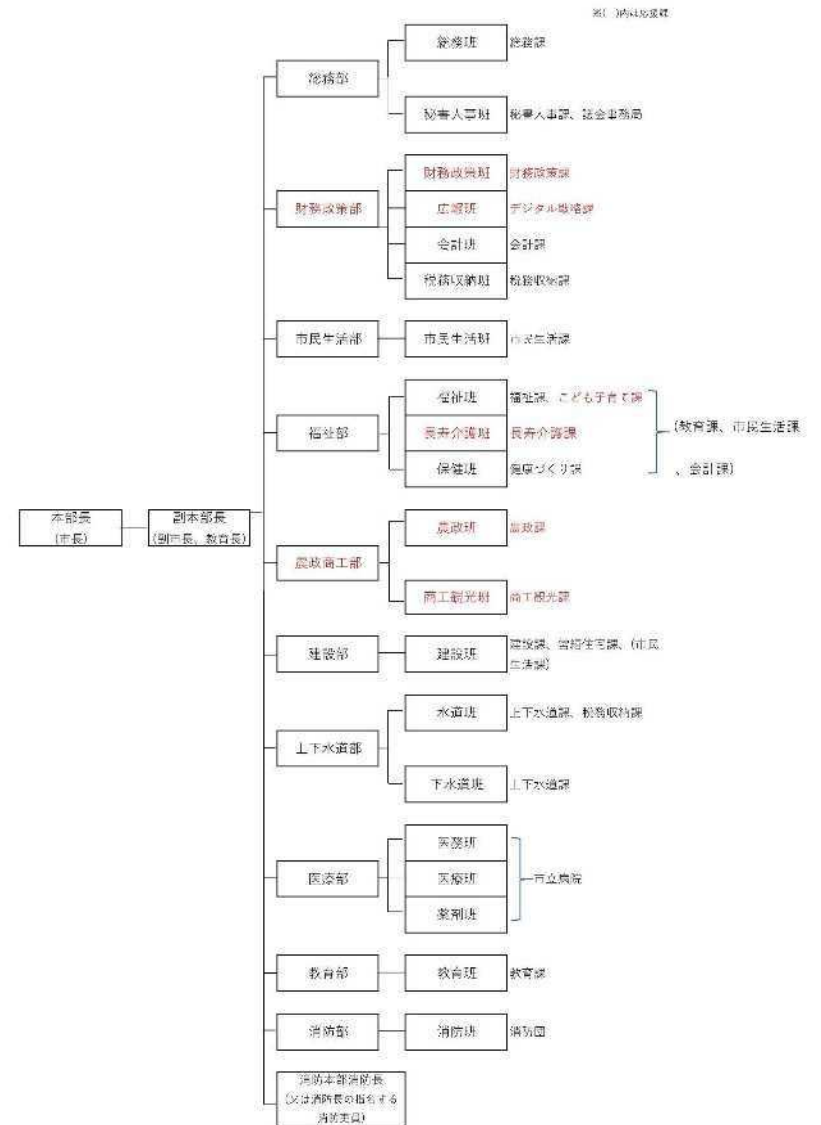 ※( )内は応援課
総務班 総務課
総務部
秘書人事班 秘書人事課、議会事務局
財務政策班 財務政策課
財務政策部 広報班 デジタル戦略課
会計班 会計課
税務収納班 税務収納課
市民生活部 市民生活班 市民生活課
福祉班 福祉課、こども子育て課
福祉部 長寿介護班 長寿介護課 (教育課、市民生活課
保健班 健康づくり課 、会計課)
本部長 副本部長
(市長) (副市長、教育長)
農政班 農政課
農政商工部
商工観光班 商工観光課
建設部 建設班 建設課、営繕住宅課、(市民
生活課)
水道班 上下水道課、税務収納課
上下水道部
下水道班 上下水道課
医務班
医療部 医療班 市立病院
薬剤班
教育部 教育班 教育課
消防部 消防班 消防団
消防本部消防長
(又は消防長の指名する
消防吏員)